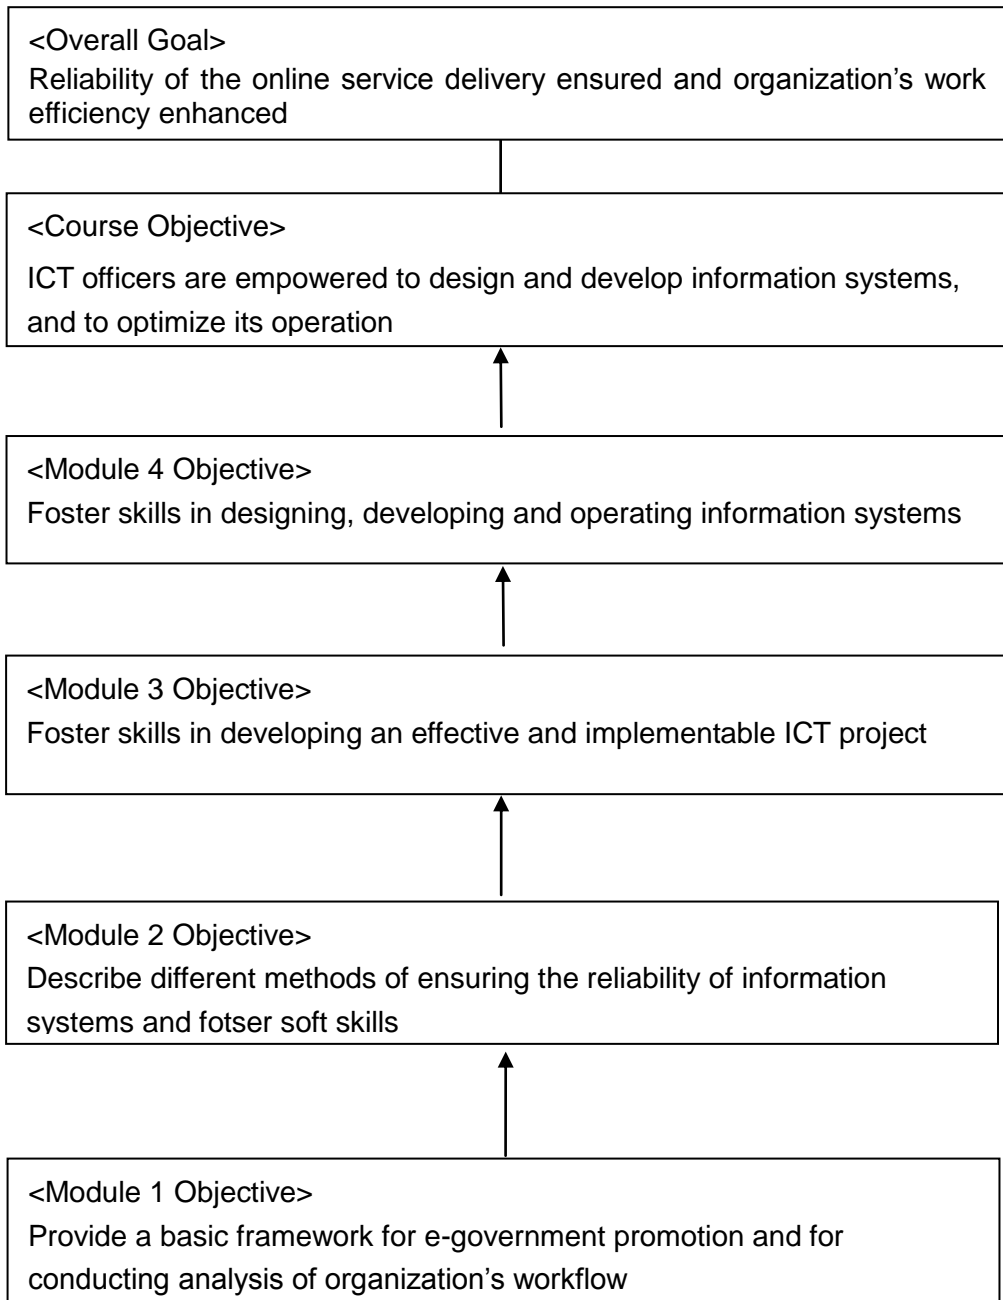 <Overall Goal>
Reliability of the online service delivery ensured and organization’s work
efficiency enhanced
<Course Objective>
ICT officers are empowered to design and develop information systems,
and to optimize its operation
<Module 4 Objective>
Foster skills in designing, developing and operating information systems
<Module 3 Objective>
Foster skills in developing an effective and implementable ICT project
<Module 2 Objective>
Describe different methods of ensuring the reliability of information
systems and fotser soft skills
<Module 1 Objective>
Provide a basic framework for e-government promotion and for
conducting analysis of organization’s workflow